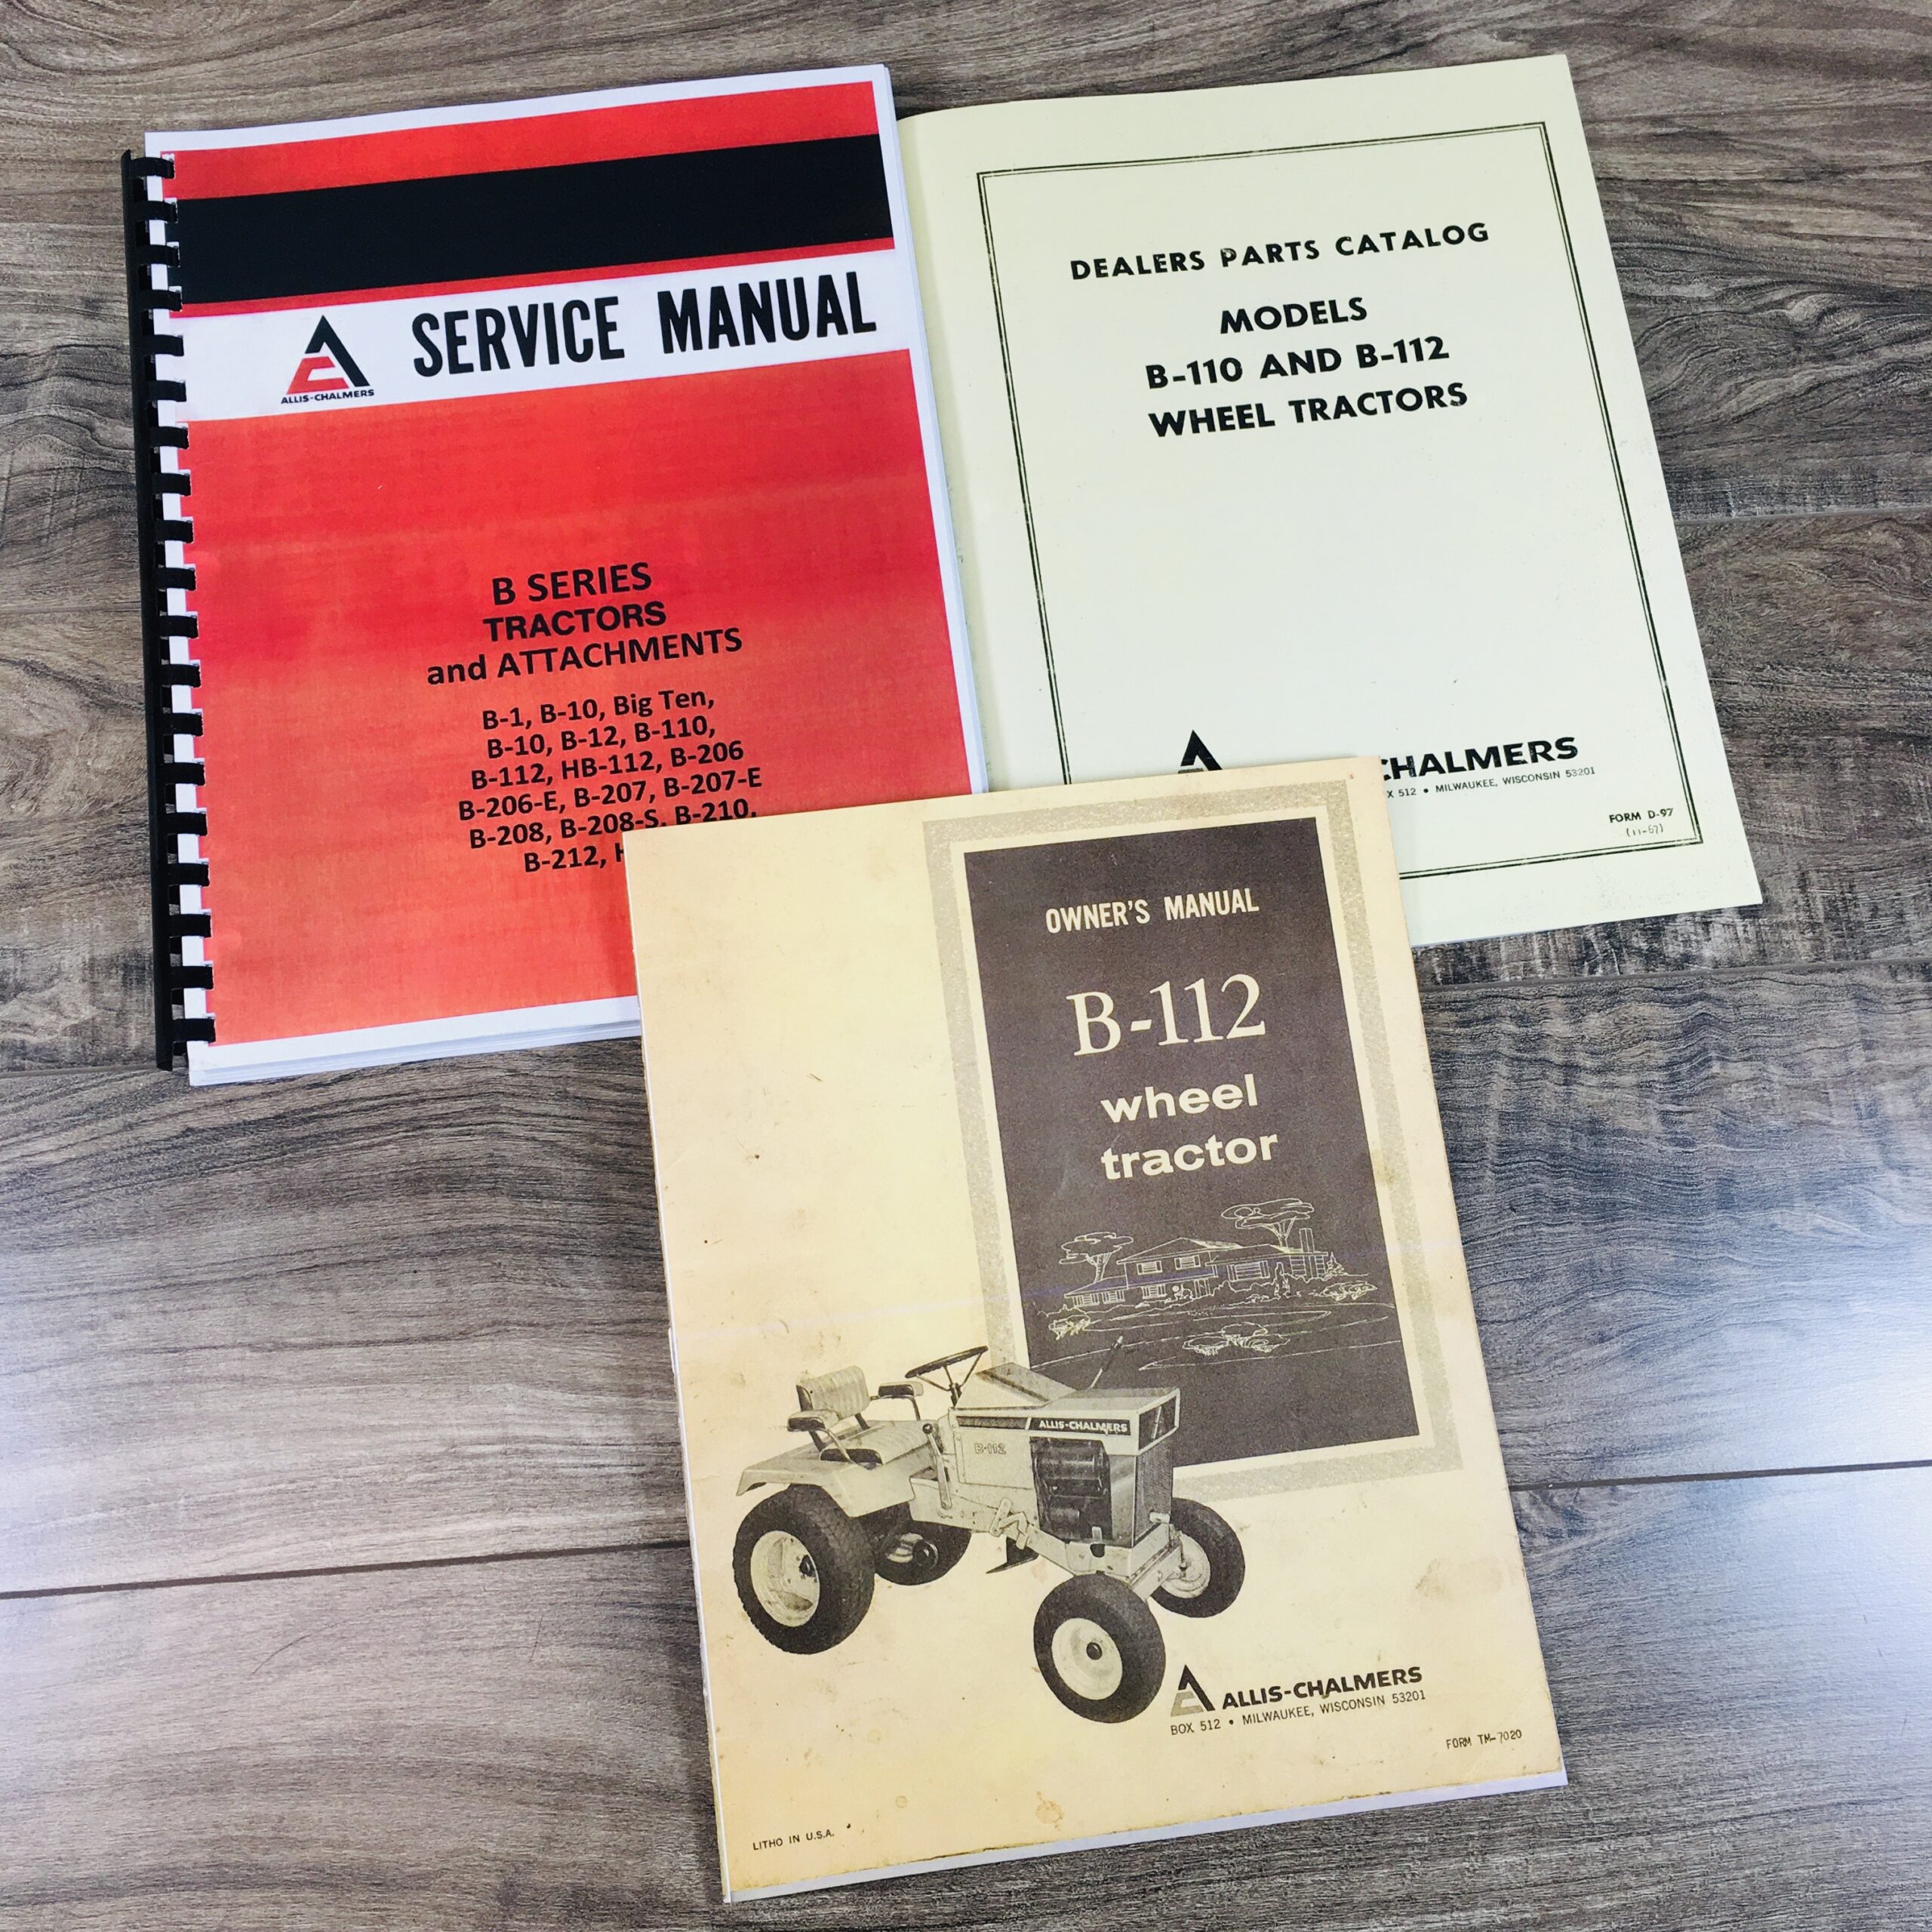 SERVICE MANUAL
ALLIS-CHALMERS
B SERIES
TRACTORS
and ATTACHMENTS
B-1, B-10, Big Ten,
B-10, B-12, B-110,
B-112, HB-112, B-206
B-206-E, B-207, B-207-E
B-208, B-208-S, B-210,
B-212,
DEALERS PARTS CATALOG
MODELS
B-110 AND B-112
WHEEL TRACTORS
CHALMERS
512 • MILWAUKEE, WISCONSIN 53201
FORM D-97
(11-67)
OWNER'S MANUAL
B-112
wheel
tractor
ALLIS-CHALMERS
B-112
ALLIS-CHALMERS
BOX 512 • MILWAUKEE, WISCONSIN 53201
FORM TM-7020
LITHO IN U.S.A.